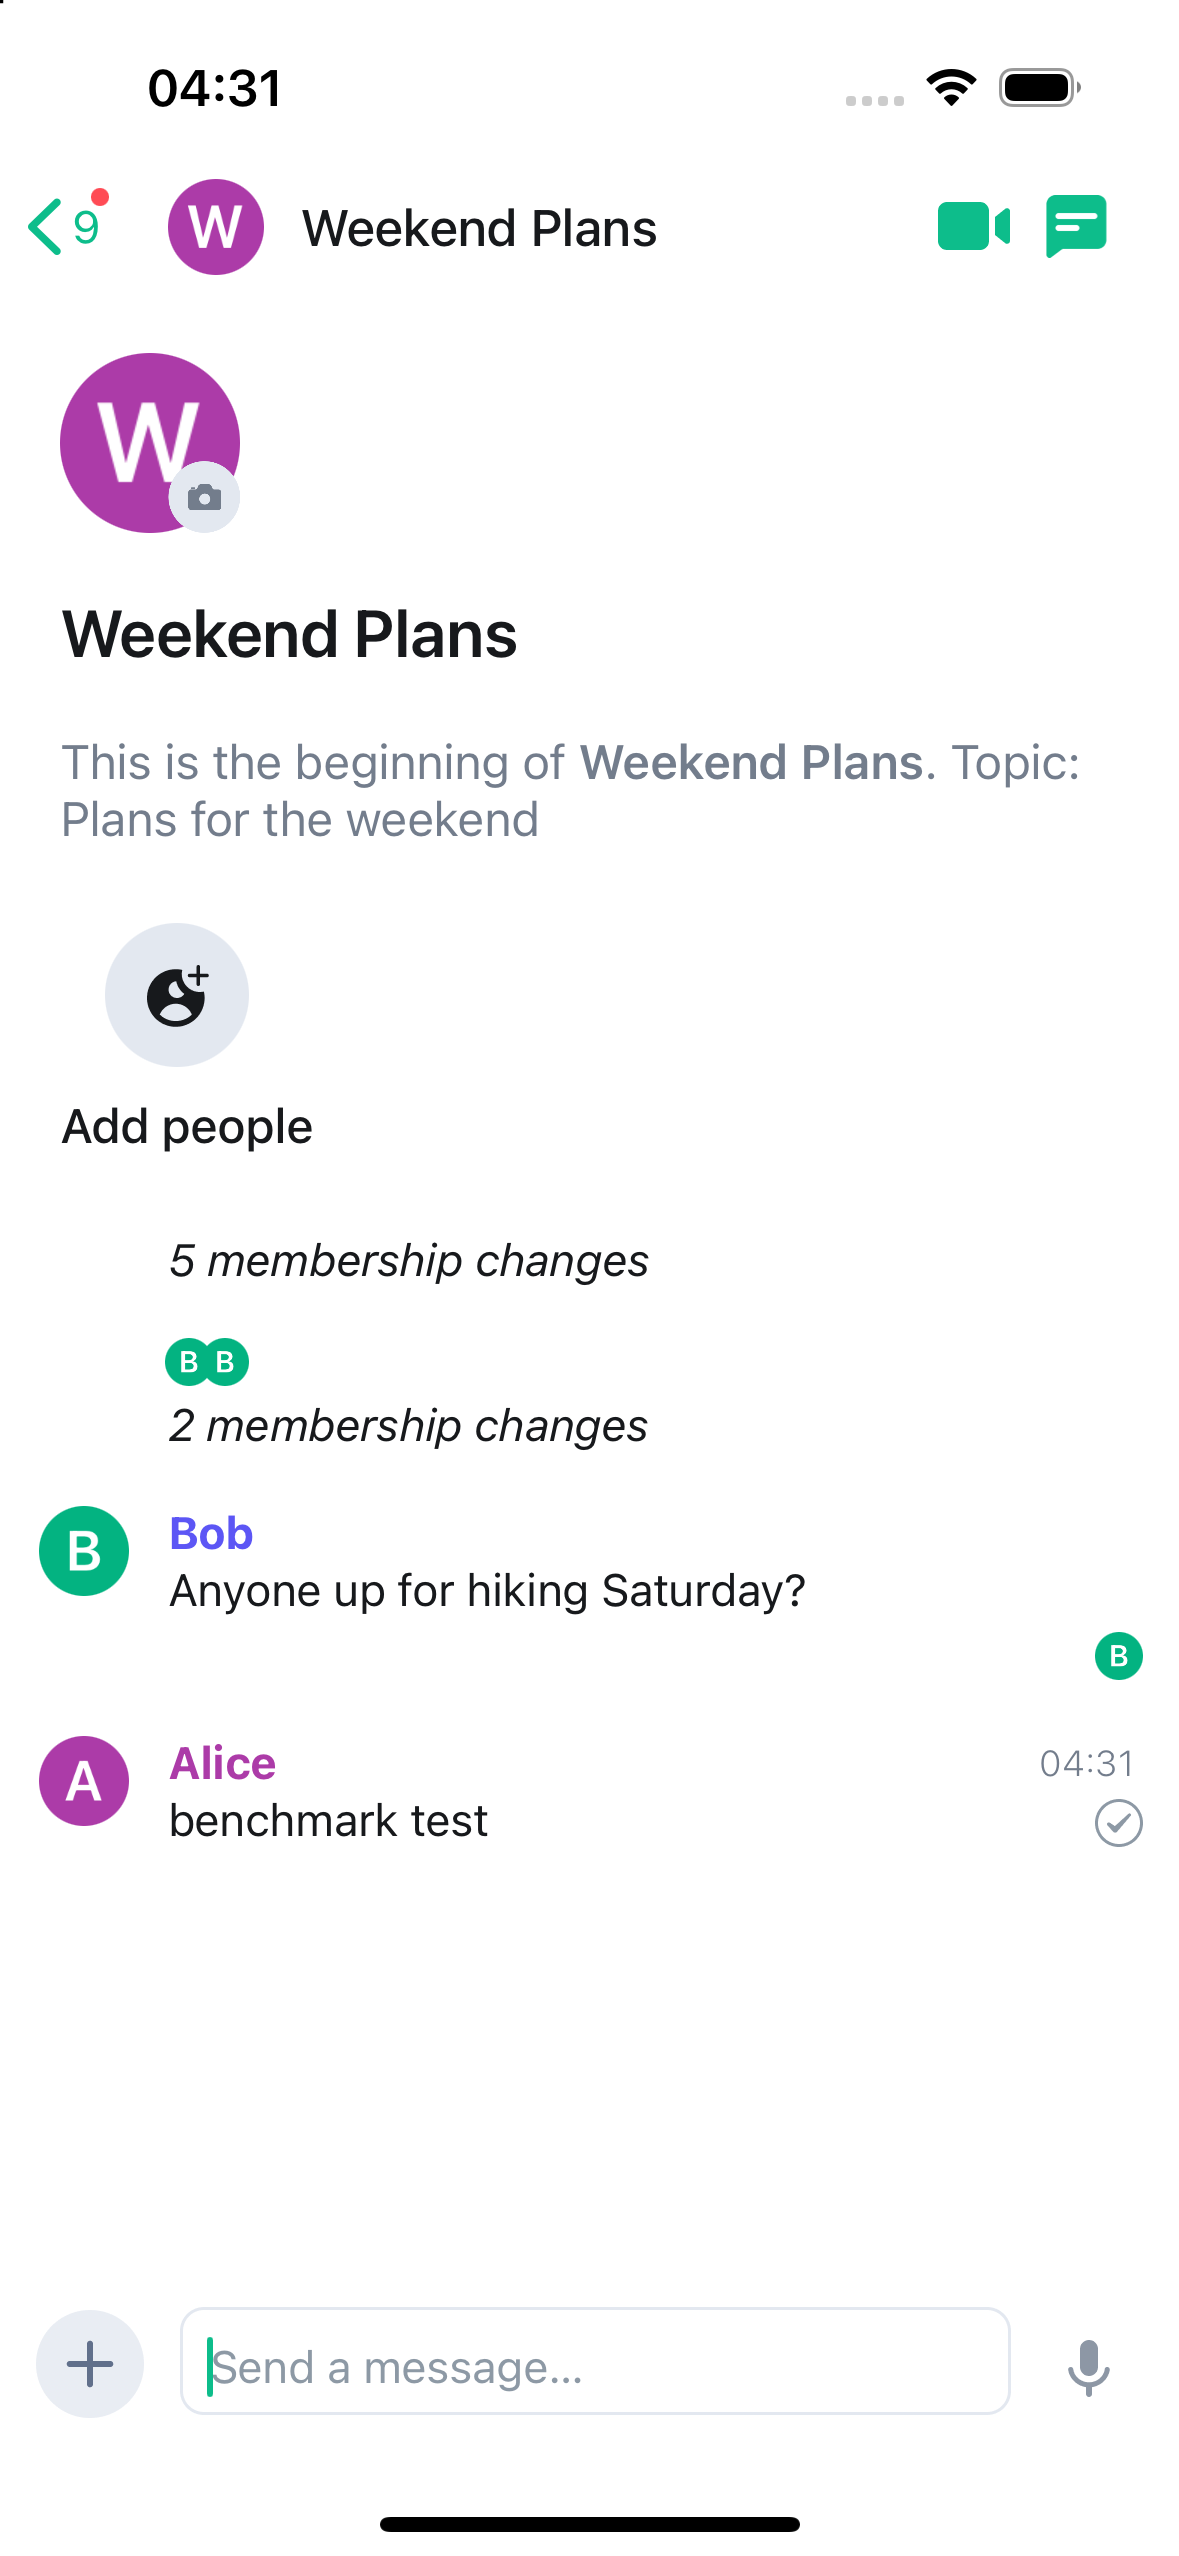 04:31
9
W
Weekend Plans
W
Weekend Plans
This is the beginning of Weekend Plans. Topic:
Plans for the weekend
Add people
5 membership changes
B B
2 membership changes
B
Bob
Anyone up for hiking Saturday?
B
A
Alice
04:31
benchmark test
Send a message...